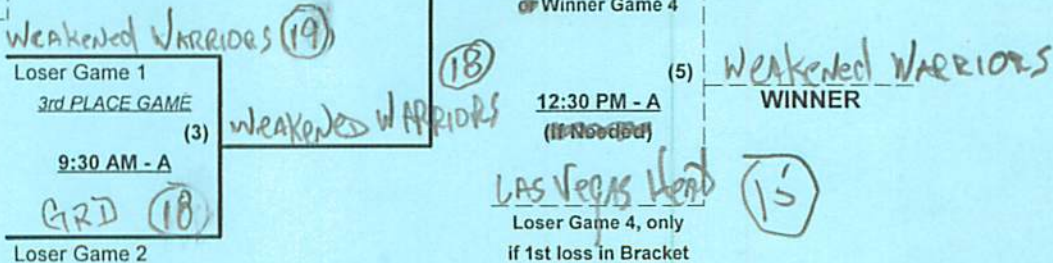 or Winner Game 4
WeAkeNed WARRIORS (19)
Loser Game 1
(18)
(5) WeAkeNed WARRIORS
3rd PLACE GAME
12:30 PM - A
WINNER
(3) WeAkeNed WARRIORS
(If Needed)
9:30 AM - A
LAS VegAs HeAt
(15)
GRD (18)
Loser Game 4, only
Loser Game 2
if 1st loss in Bracket